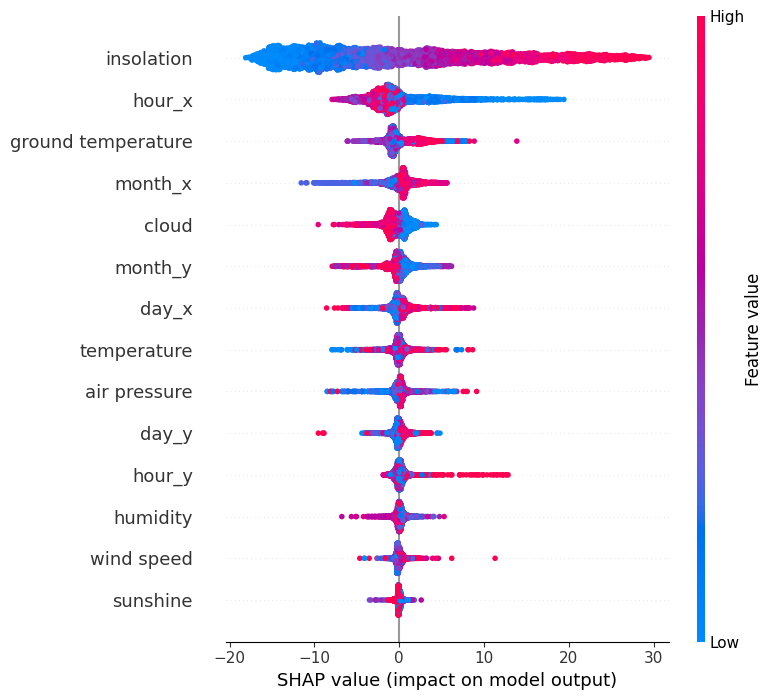 High
insolation
hour_x
ground temperature
month_x
cloud
month_y
day_x
temperature
air pressure
day_y
hour_y
humidity
wind speed
sunshine
Feature value
Low
−20 −10 0 10 20 30
SHAP value (impact on model output)